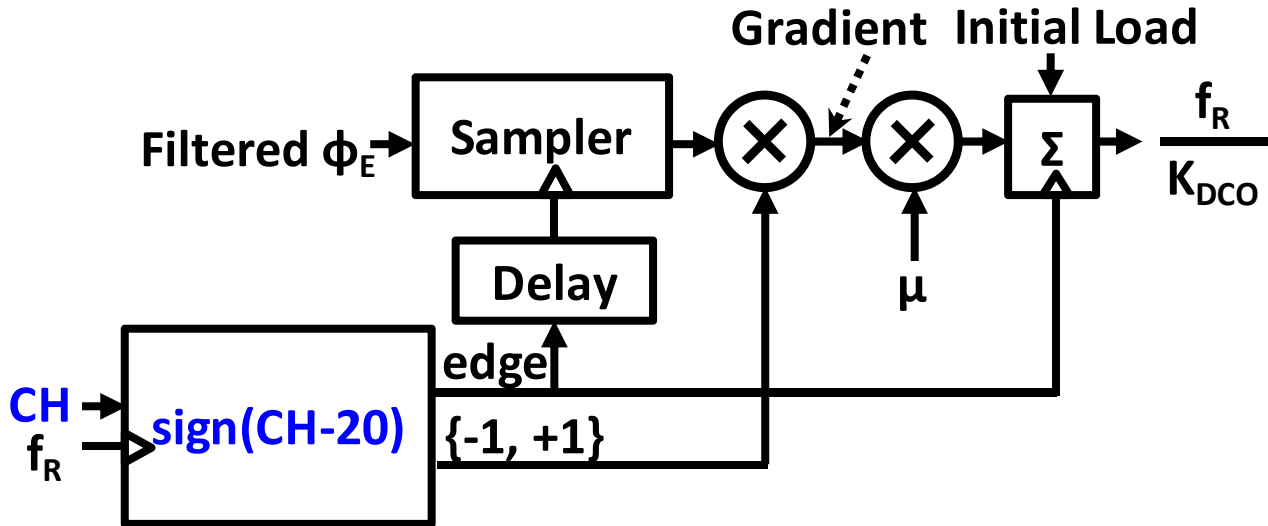 Gradient Initial Load
Filtered ϕE
Sampler
×
×
Σ
fR
KDCO
Delay
μ
edge
CH
fR
sign(CH-20)
{-1, +1}